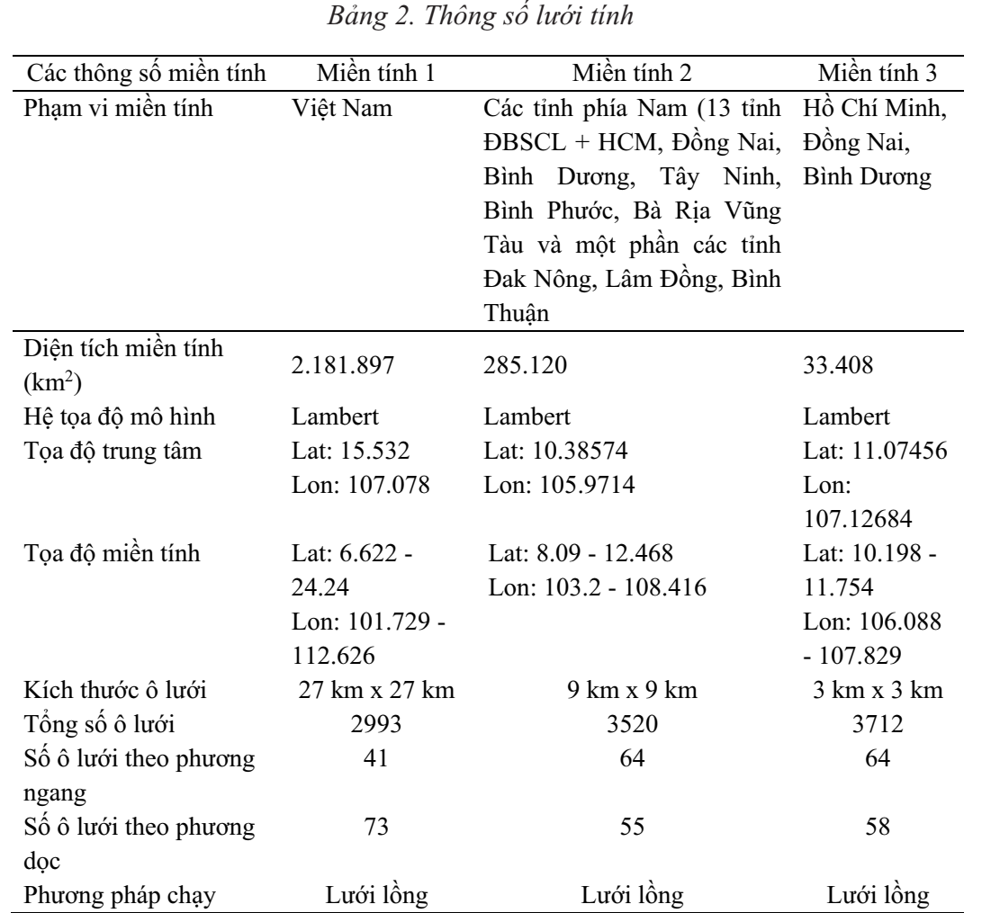 Bảng 2. Thông số lưới tính
Các thông số miền tính Miền tính 1 Miền tính 2 Miền tính 3
Phạm vi miền tính Việt Nam Các tỉnh phía Nam (13 tỉnh Hồ Chí Minh,
ĐBSCL + HCM, Đồng Nai, Đồng Nai,
Bình Dương, Tây Ninh, Bình Dương
Bình Phước, Bà Rịa Vũng
Tàu và một phần các tỉnh
Đak Nông, Lâm Đồng, Bình
Thuận
Diện tích miền tính
(km²) 2.181.897 285.120 33.408
Hệ tọa độ mô hình Lambert Lambert Lambert
Tọa độ trung tâm Lat: 15.532 Lat: 10.38574 Lat: 11.07456
Lon: 107.078 Lon: 105.9714 Lon:
107.12684
Tọa độ miền tính Lat: 6.622 - Lat: 8.09 - 12.468 Lat: 10.198 -
24.24 Lon: 103.2 - 108.416 11.754
Lon: 101.729 - Lon: 106.088
112.626 - 107.829
Kích thước ô lưới 27 km x 27 km 9 km x 9 km 3 km x 3 km
Tổng số ô lưới 2993 3520 3712
Số ô lưới theo phương 41 64 64
ngang
Số ô lưới theo phương 73 55 58
dọc
Phương pháp chạy Lưới lồng Lưới lồng Lưới lồng